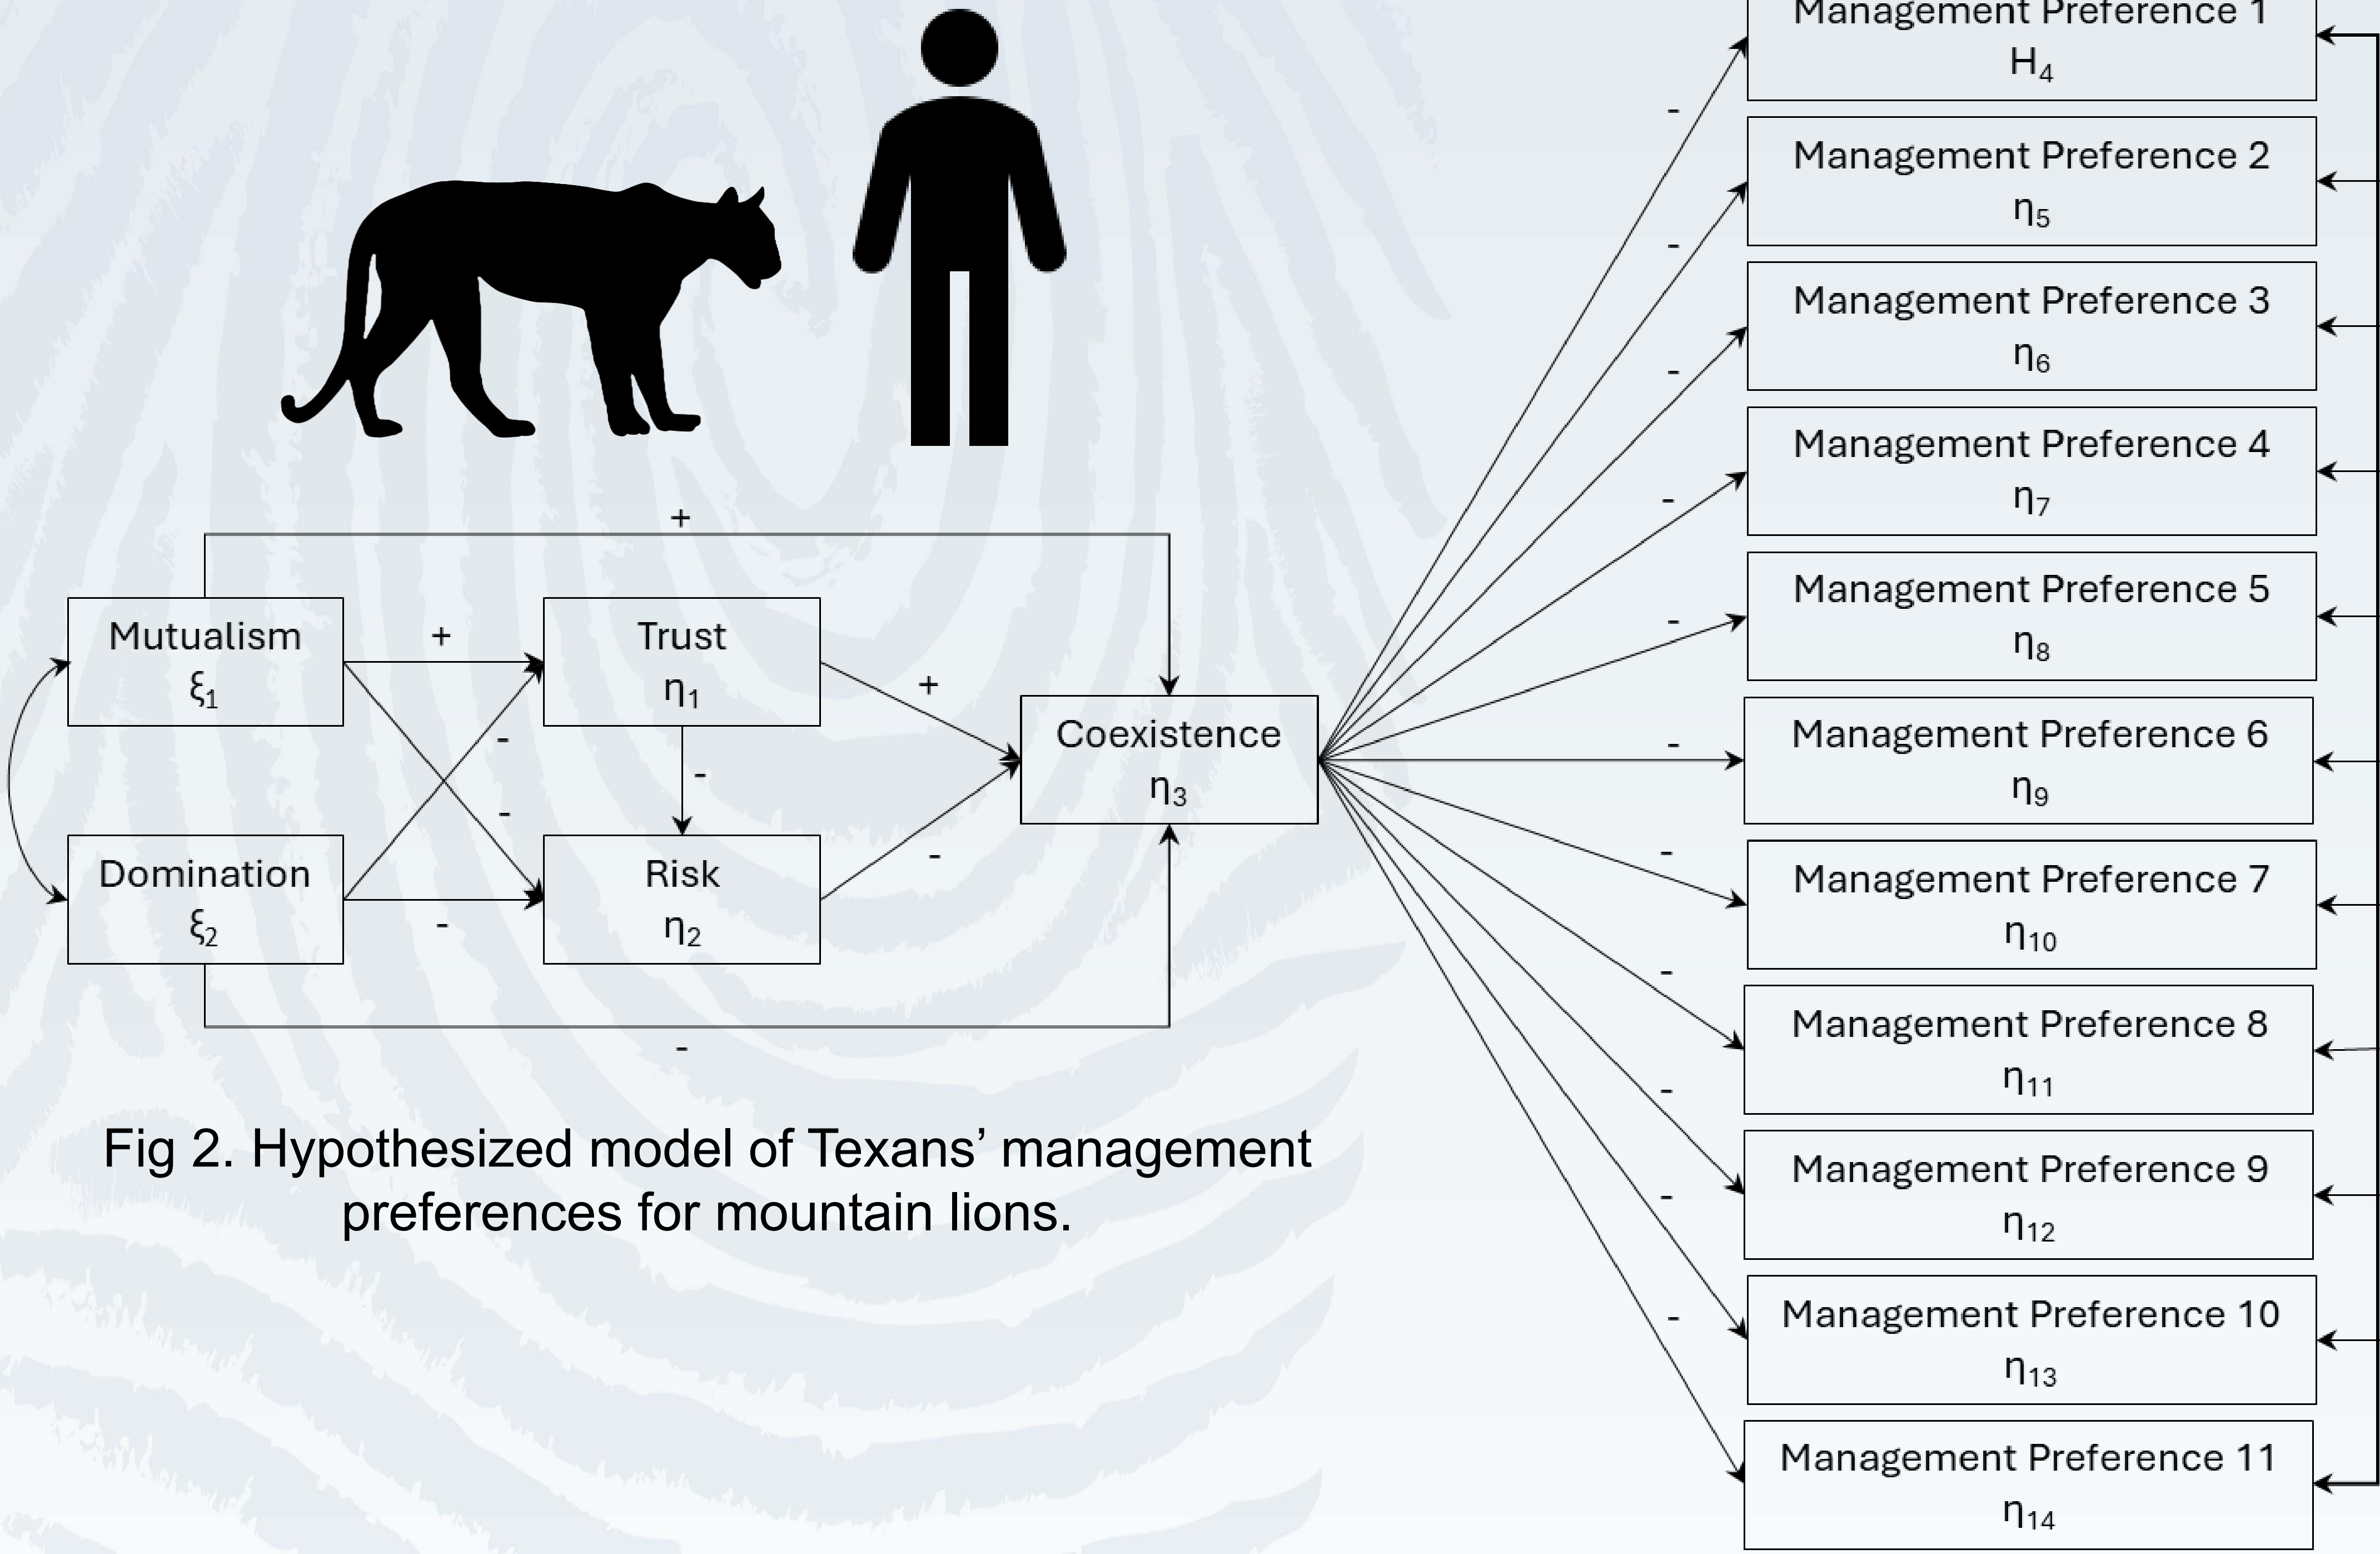 +
Mutualism
ξ1
+
Trust
η1
+
-
-
-
Domination
ξ2
-
Risk
η2
-
-
Coexistence
η3
-
-
-
-
-
-
-
-
-
-
-
Management Preference 1
H4
Management Preference 2
η5
Management Preference 3
η6
Management Preference 4
η7
Management Preference 5
η8
Management Preference 6
η9
Management Preference 7
η10
Management Preference 8
η11
Management Preference 9
η12
Management Preference 10
η13
Management Preference 11
η14
Fig 2. Hypothesized model of Texans’ management
preferences for mountain lions.